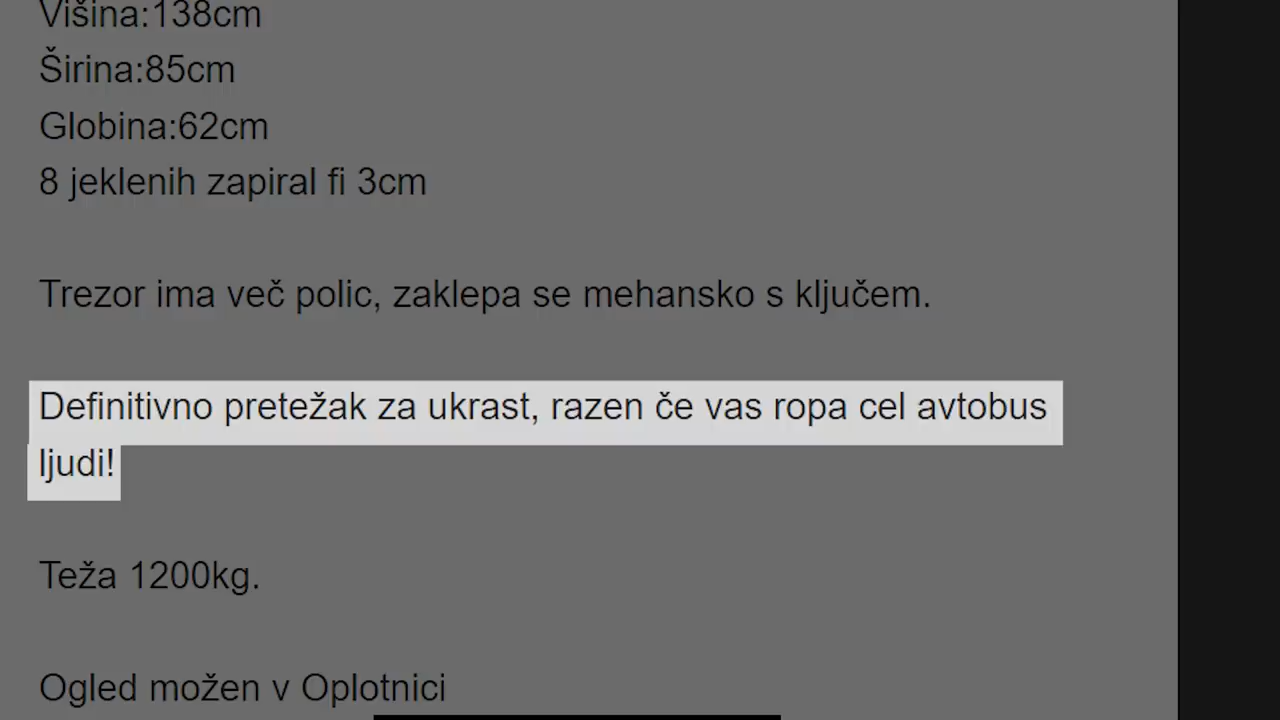 Višina:138cm
Širina:85cm
Globina:62cm
8 jeklenih zapiral fi 3cm
Trezor ima več polic, zaklepa se mehansko s ključem.
Definitivno pretežak za ukrast, razen če vas ropa cel avtobus
ljudi!
Teža 1200kg.
Ogled možen v Oplotnici